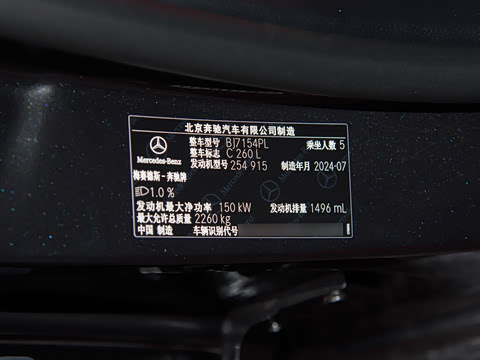 北京奔驰汽车有限公司制造
整车型号 BJ7154PL 乘坐人数 5
整车标志 C 260 L
发动机型号 254 915 制造年月 2024-07
Mercedes-Benz
梅赛德斯－奔驰牌
1.0 %
发动机最大净功率 150 kW 发动机排量 1496 mL
最大允许总质量 2260 kg
中国 制造 车辆识别代号